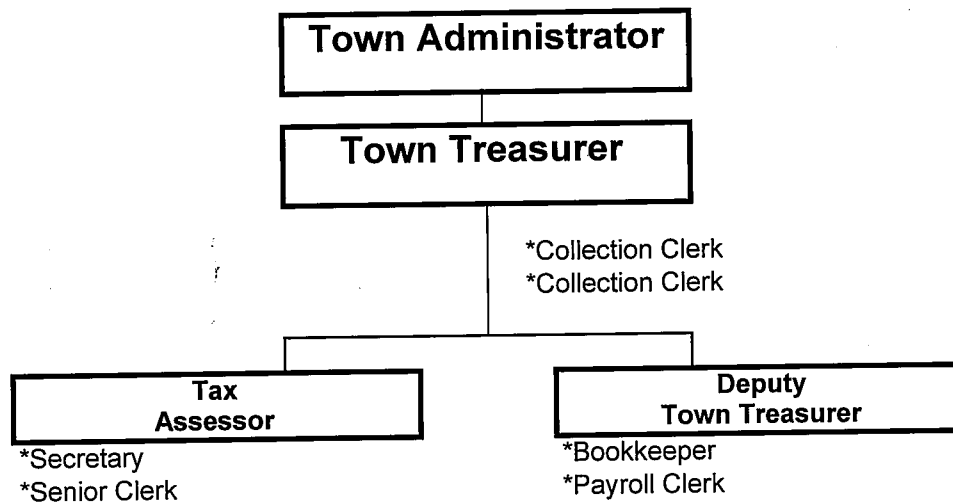 Town Administrator
Town Treasurer
*Collection Clerk
*Collection Clerk
Tax
Assessor
*Secretary
*Senior Clerk
Deputy
Town Treasurer
*Bookkeeper
*Payroll Clerk